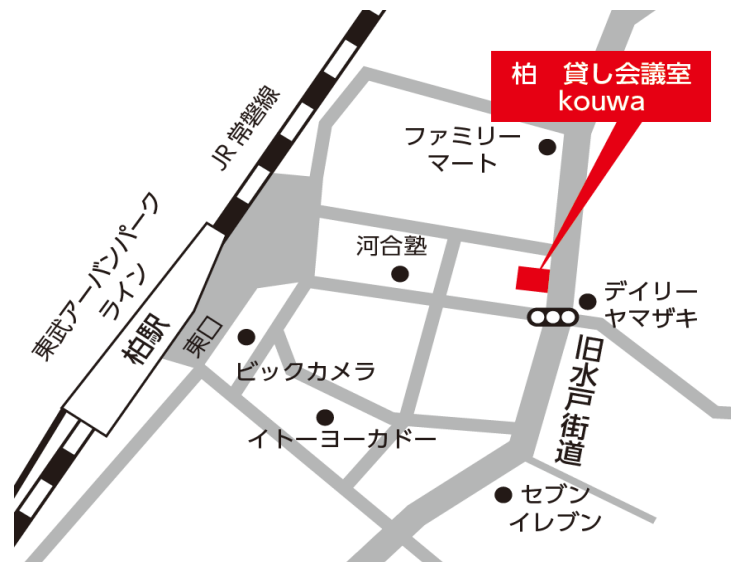 柏　貸し会議室
kouwa
JR 常磐線
ファミリー
マート
東武アーバンパーク
ライン
河合塾
デイリー
ヤマザキ
柏駅
東口
ビックカメラ
旧水戸街道
イトーヨーカドー
セブン
イレブン